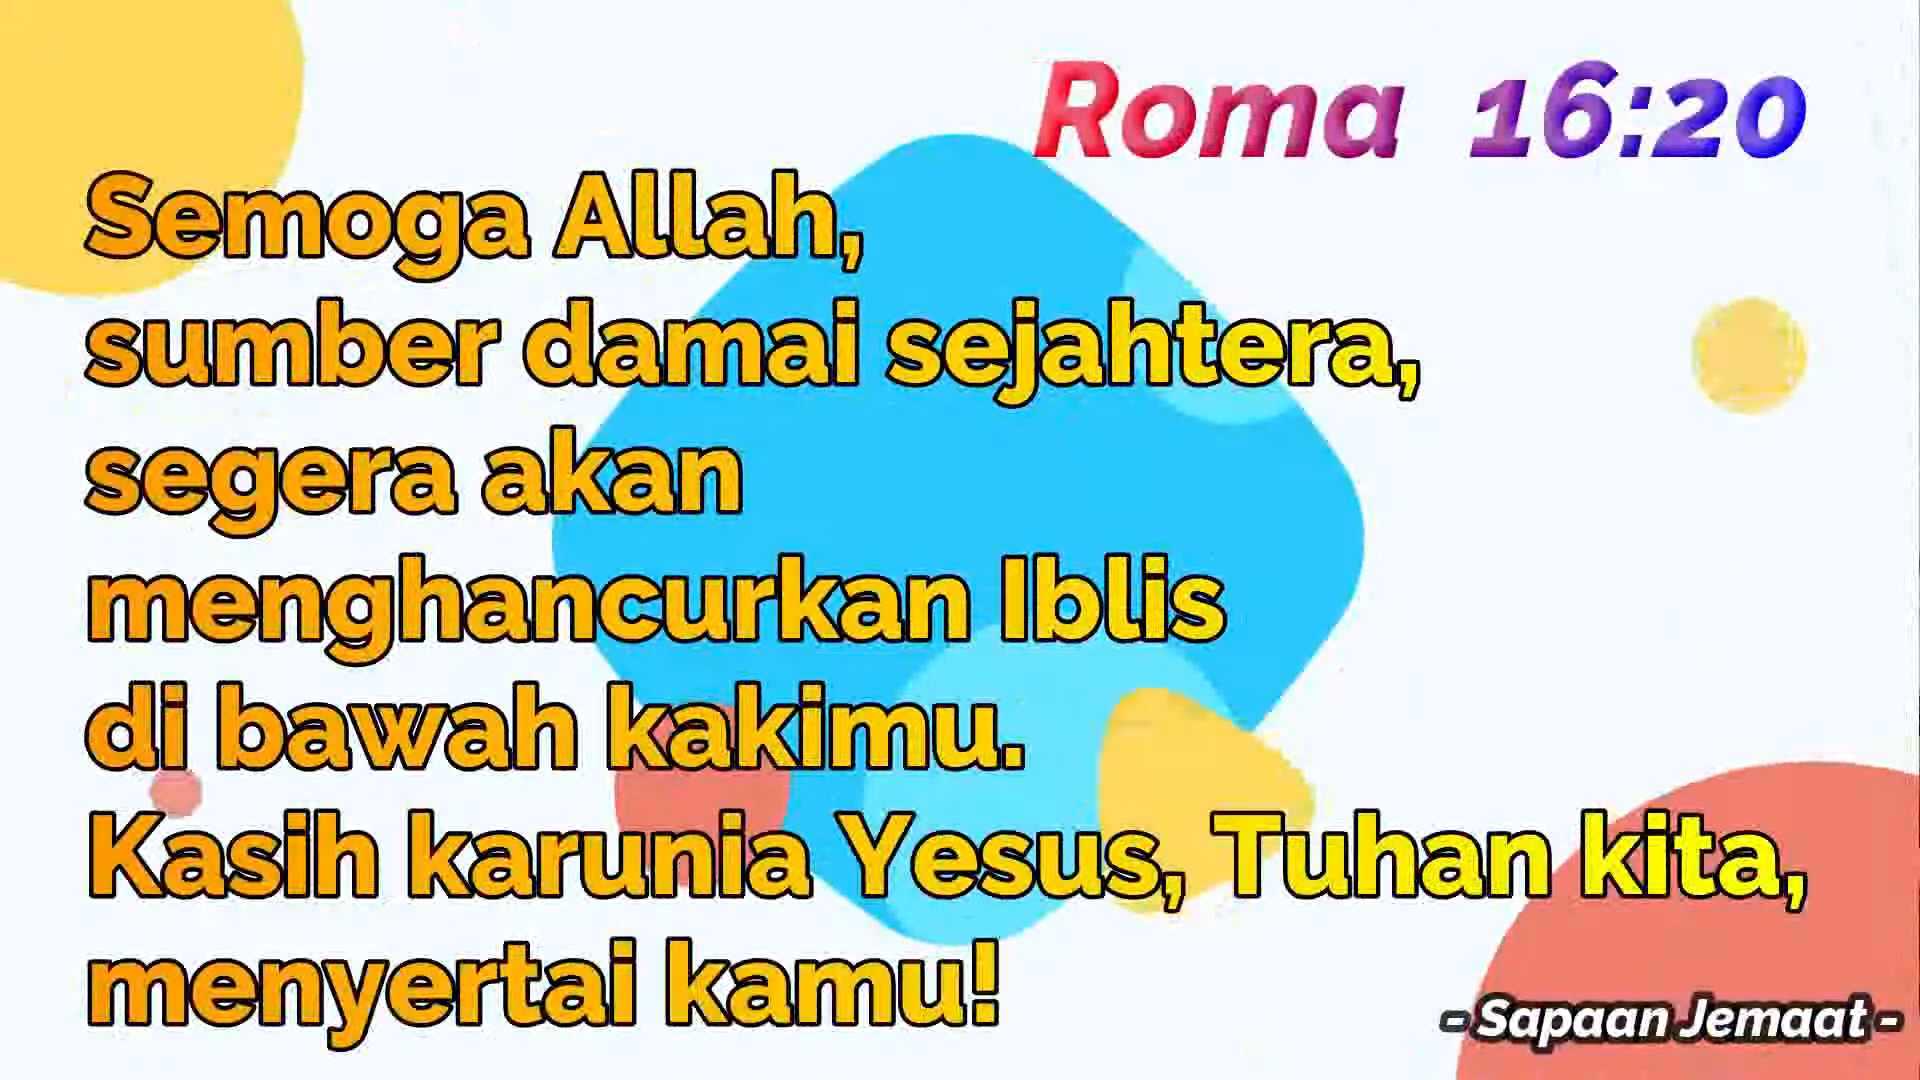 Roma 16:20
Semoga Allah,
sumber damai sejahtera,
segera akan
menghancurkan Iblis
di bawah kakimu.
Kasih karunia Yesus, Tuhan kita,
menyertai kamu!
- Sapaan Jemaat -